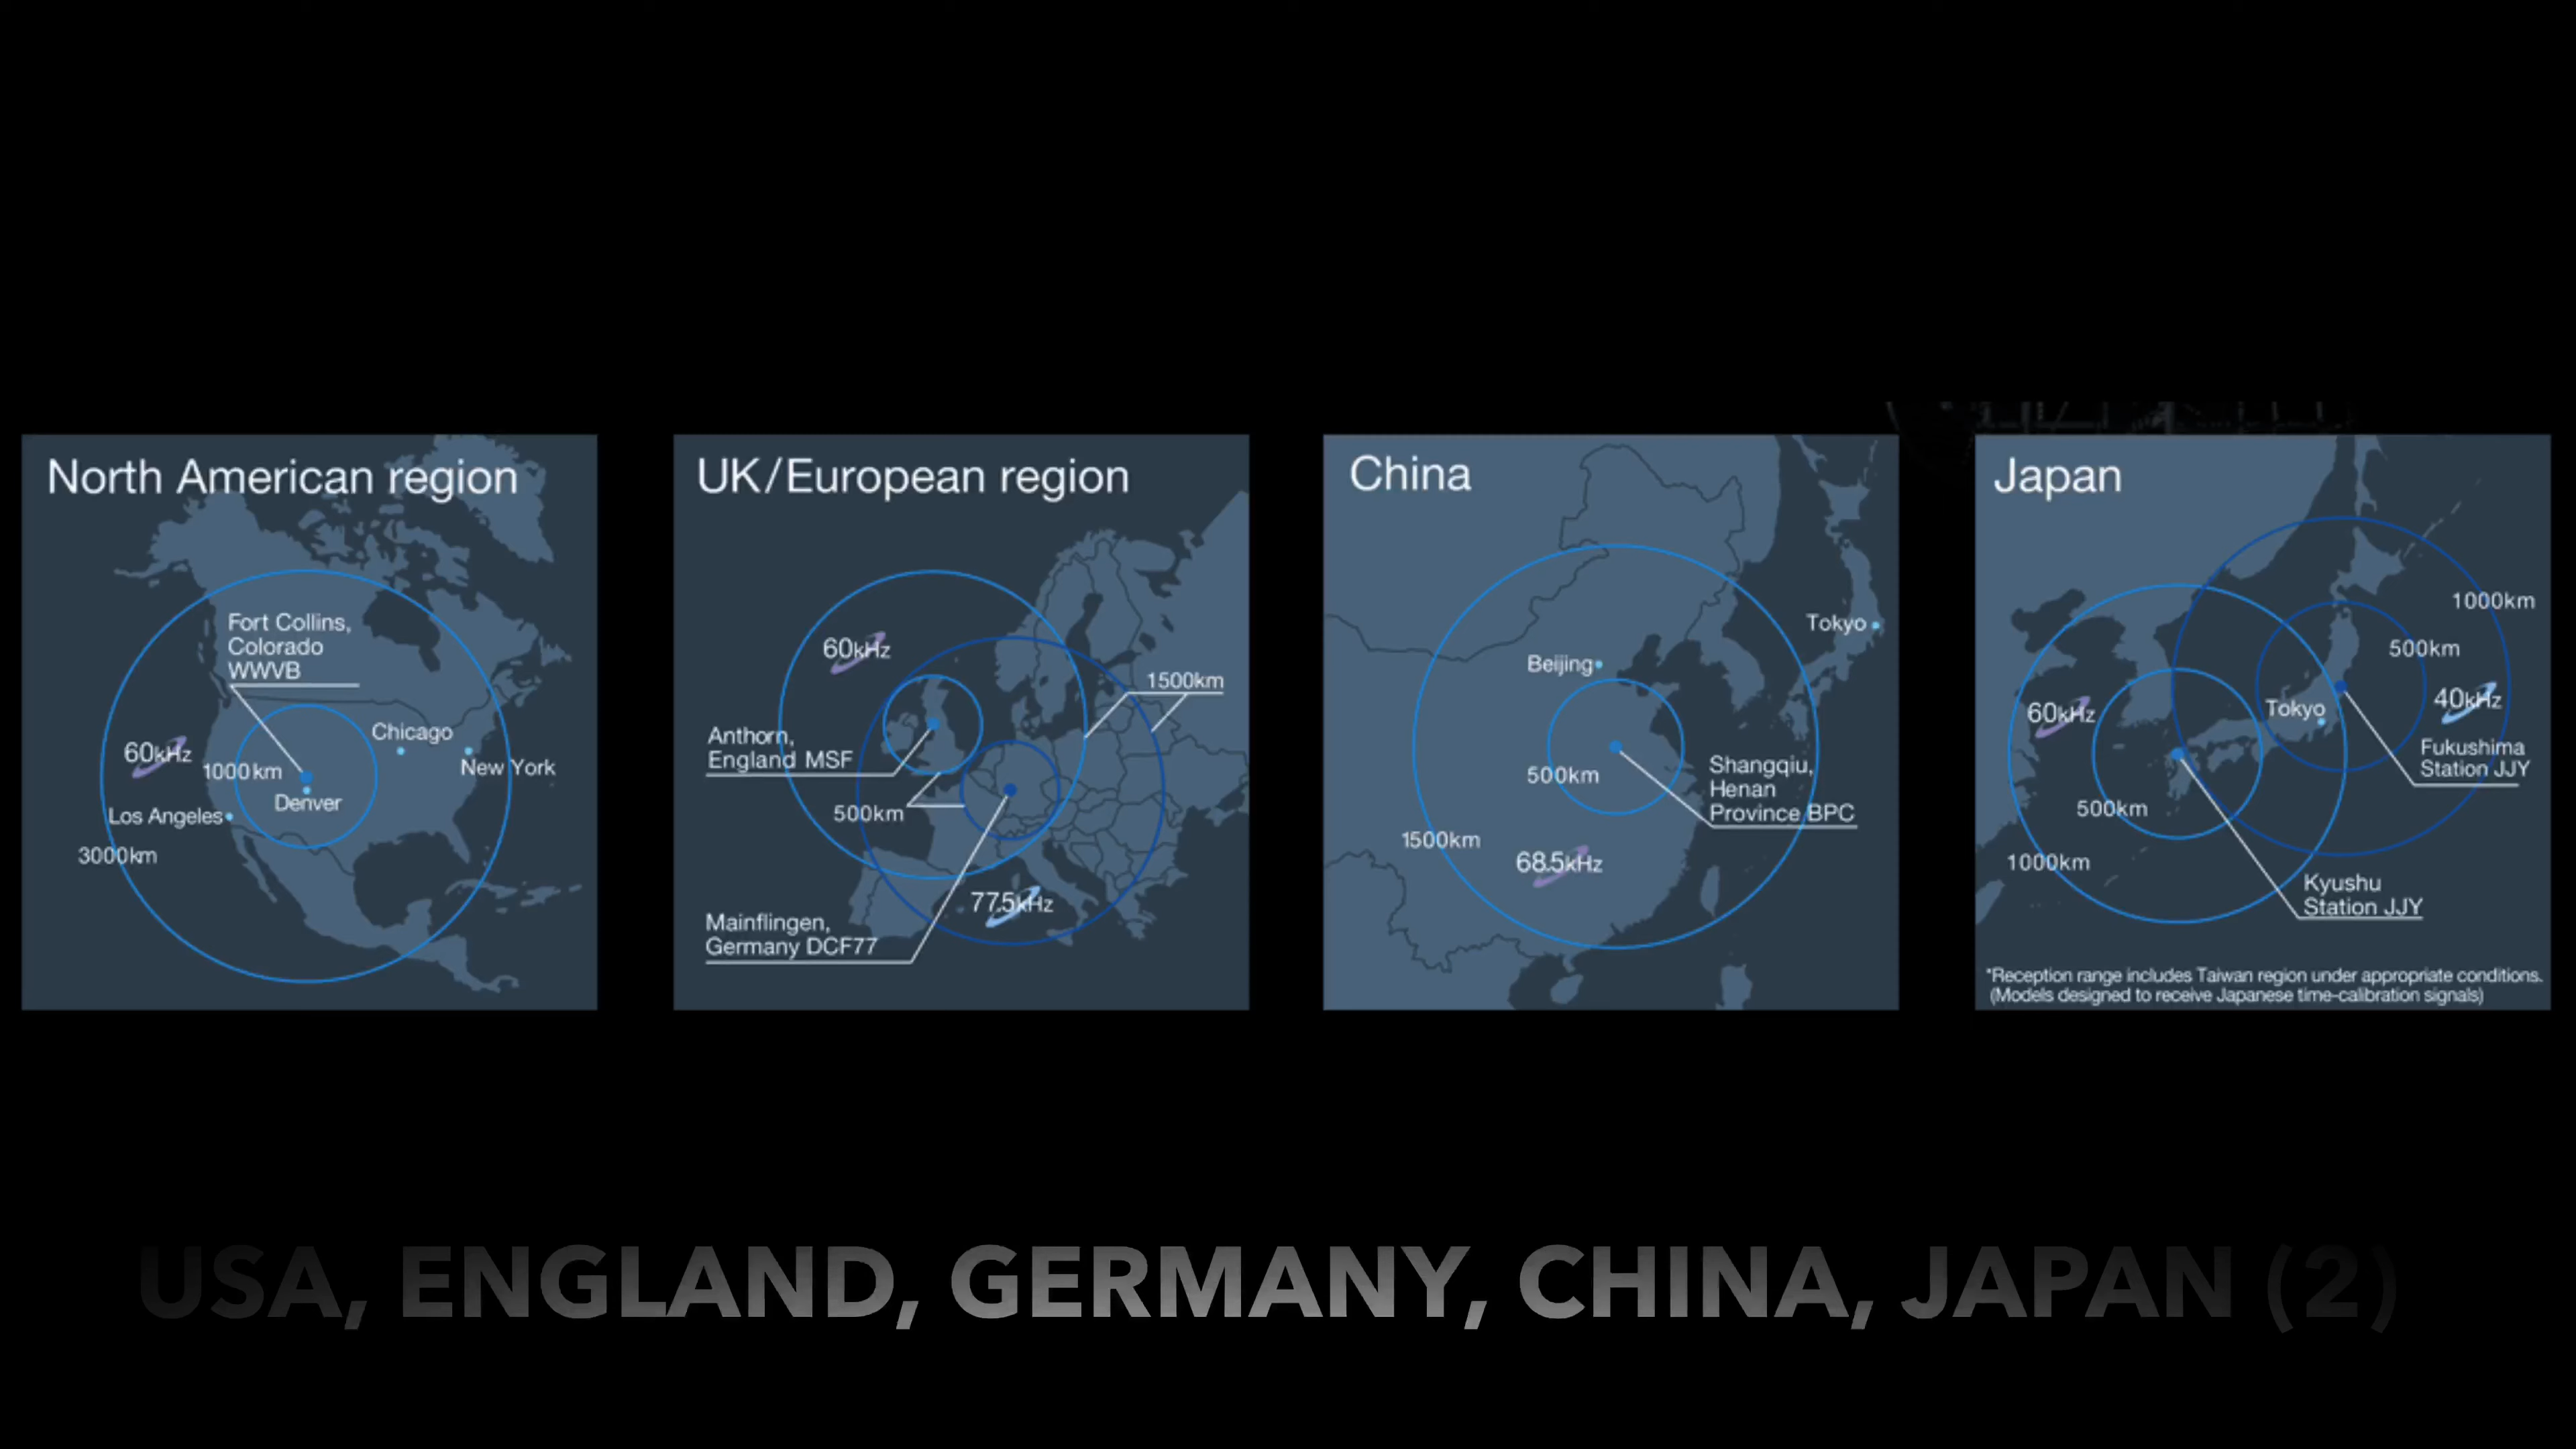 North American region
Fort Collins,
Colorado
WWVB
Chicago
60kHz
1000km
New York
Denver
Los Angeles
3000km
UK/European region
60kHz
1500km
Anthorn,
England MSF
500km
77.5kHz
Mainflingen,
Germany DCF77
China
Tokyo
Beijing
Shangqiu,
Henan
Province BPC
500km
1500km
68.5kHz
Japan
1000km
500km
40kHz
60kHz
Tokyo
Fukushima
Station JJY
500km
1000km
Kyushu
Station JJY
*Reception range includes Taiwan region under appropriate conditions.
(Models designed to receive Japanese time-calibration signals)
USA, ENGLAND, GERMANY, CHINA, JAPAN (2)